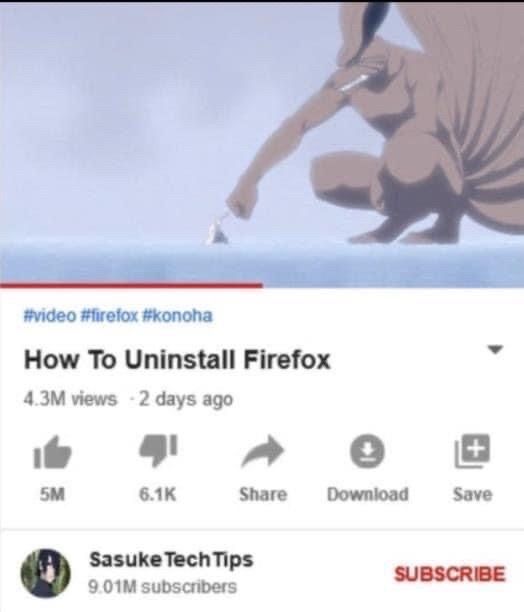 #video #firefox #konoha
How To Uninstall Firefox
4.3M views · 2 days ago
5M 6.1K Share Download Save
SasukeTechTips
9.01M subscribers
SUBSCRIBE